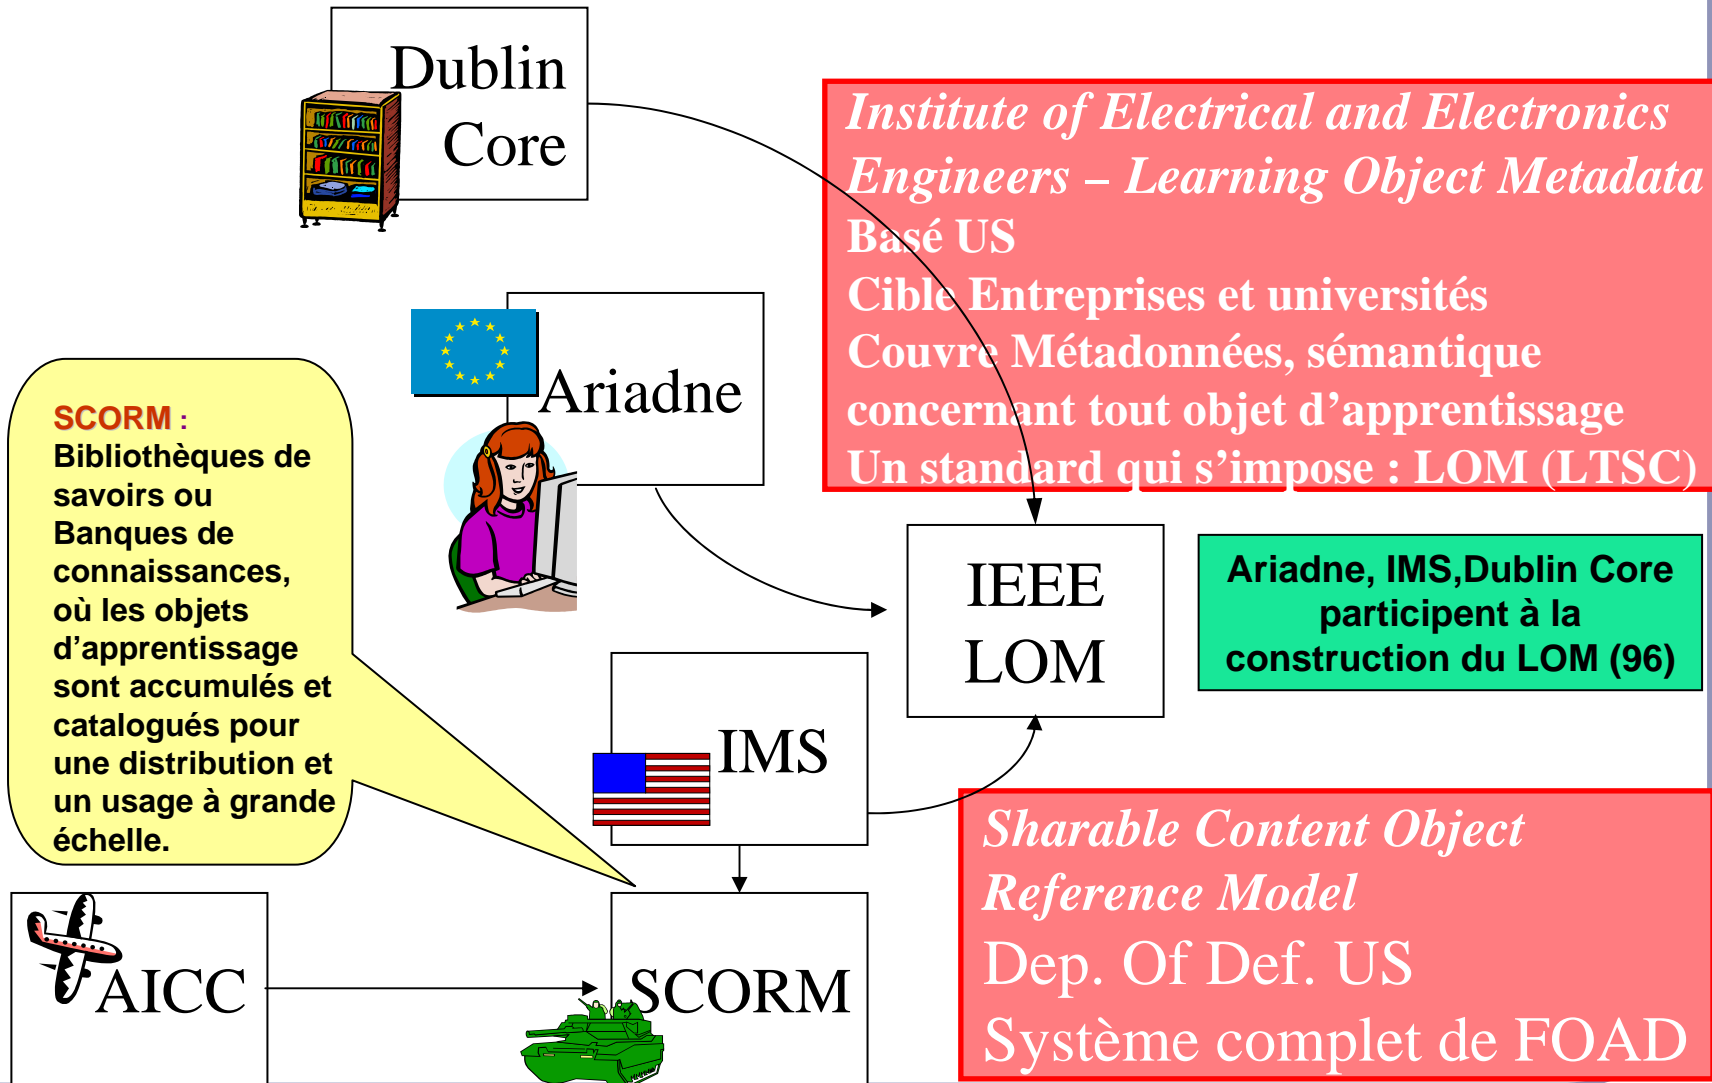 Dublin
Core
Institute of Electrical and Electronics
Engineers – Learning Object Metadata
Basé US
Cible Entreprises et universités
Couvre Métadonnées, sémantique
concernant tout objet d’apprentissage
Un standard qui s’impose : LOM (LTSC)
Ariadne
SCORM :
Bibliothèques de
savoirs ou
Banques de
connaissances,
où les objets
d’apprentissage
sont accumulés et
catalogués pour
une distribution et
un usage à grande
échelle.
IEEE
LOM
Ariadne, IMS,Dublin Core
participent à la
construction du LOM (96)
IMS
Sharable Content Object
Reference Model
Dep. Of Def. US
Système complet de FOAD
AICC
SCORM